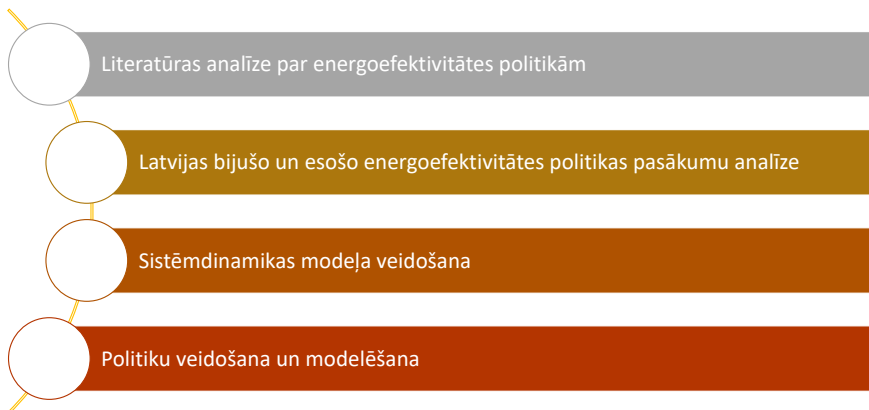 Literatūras analīze par energoefektivitātes politikām
Latvijas bijušo un esošo energoefektivitātes politikas pasākumu analīze
Sistēmdinamikas modeļa veidošana
Politiku veidošana un modelēšana